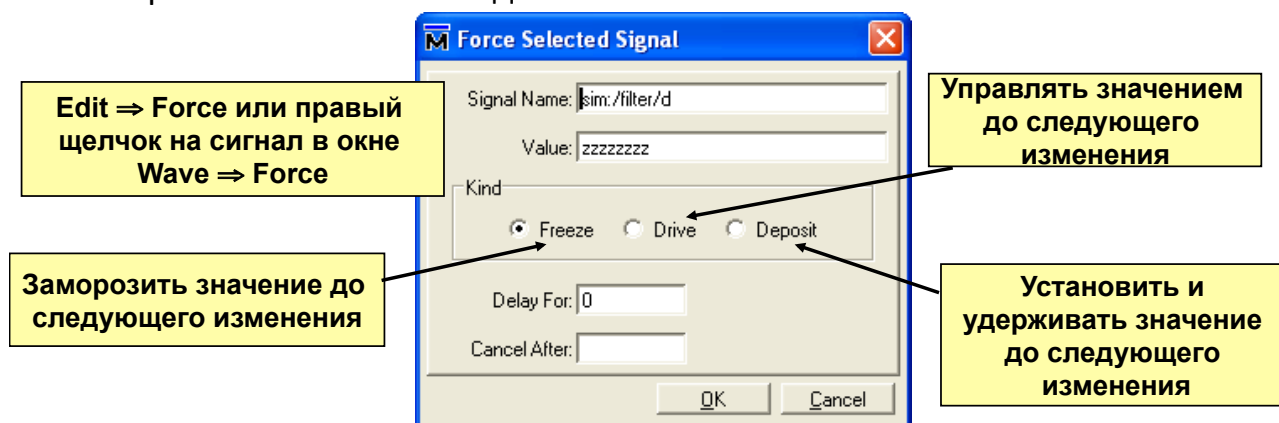 Force Selected Signal
Edit ⇒ Force или правый
щелчок на сигнал в окне
Wave ⇒ Force
Signal Name: sim:/filter/d
Value: zzzzzzzz
Управлять значением
до следующего
изменения
Kind
Freeze Drive Deposit
Заморозить значение до
следующего изменения
Delay For: 0
Cancel After:
Установить и
удерживать значение
до следующего
изменения
OK Cancel